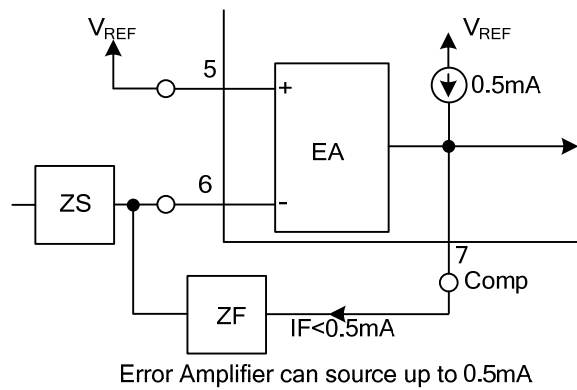 VREF
5
+
EA
VREF
0.5mA
ZS
6
-
7
Comp
ZF
IF<0.5mA
Error Amplifier can source up to 0.5mA